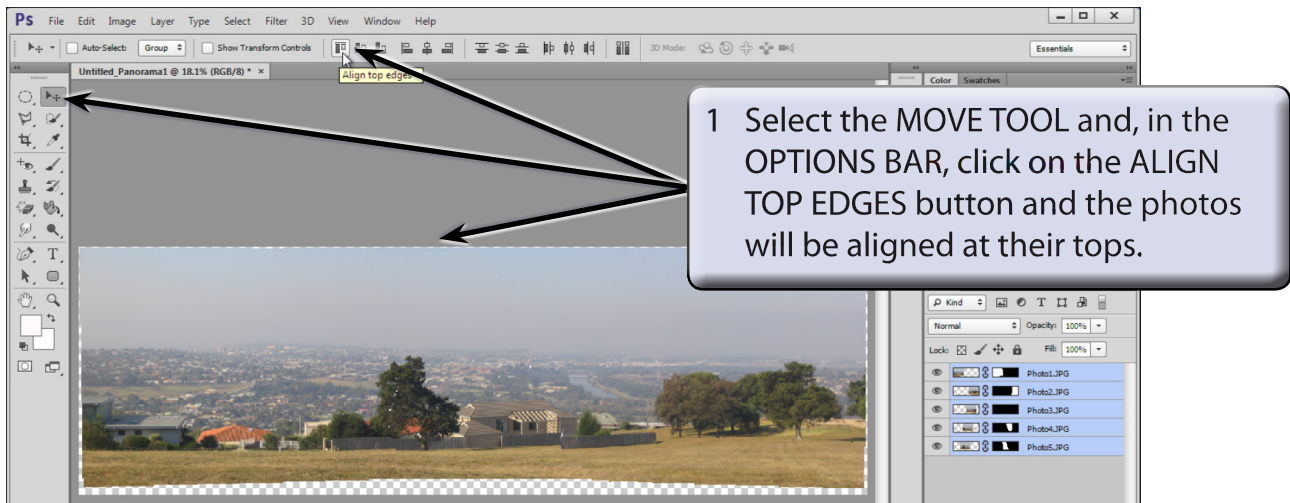 Ps File Edit Image Layer Type Select Filter 3D View Window Help
Auto-Select: Group Show Transform Controls 3D Mode: Essentials
Untitled_Panorama1 @ 18.1% (RGB/8) * ×
Align top edges
Color Swatches
1 Select the MOVE TOOL and, in the
OPTIONS BAR, click on the ALIGN
TOP EDGES button and the photos
will be aligned at their tops.
Kind
Normal Opacity: 100%
Lock: Fill: 100%
Photo1.JPG
Photo2.JPG
Photo3.JPG
Photo4.JPG
Photo5.JPG